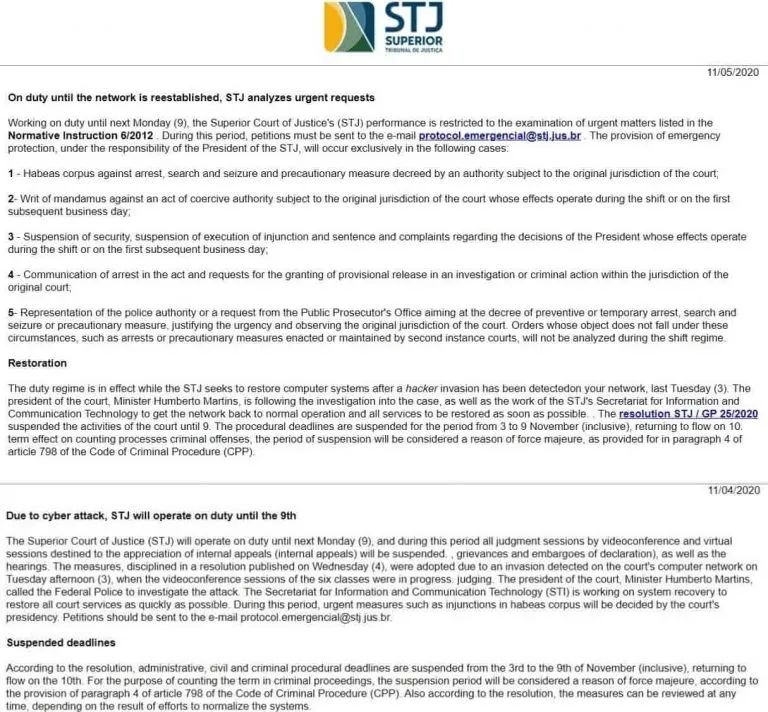 STJ
SUPERIOR
TRIBUNAL DE JUSTIÇA
11/05/2020
On duty until the network is reestablished, STJ analyzes urgent requests
Working on duty until next Monday (9), the Superior Court of Justice's (STJ) performance is restricted to the examination of urgent matters listed in the
Normative Instruction 6/2012 . During this period, petitions must be sent to the e-mail protocol.emergencial@stj.jus.br . The provision of emergency
protection, under the responsibility of the President of the STJ, will occur exclusively in the following cases:
1 - Habeas corpus against arrest, search and seizure and precautionary measure decreed by an authority subject to the original jurisdiction of the court;
2- Writ of mandamus against an act of coercive authority subject to the original jurisdiction of the court whose effects operate during the shift or on the first
subsequent business day;
3 - Suspension of security, suspension of execution of injunction and sentence and complaints regarding the decisions of the President whose effects operate
during the shift or on the first subsequent business day;
4 - Communication of arrest in the act and requests for the granting of provisional release in an investigation or criminal action within the jurisdiction of the
original court;
5- Representation of the police authority or a request from the Public Prosecutor's Office aiming at the decree of preventive or temporary arrest, search and
seizure or precautionary measure, justifying the urgency and observing the original jurisdiction of the court. Orders whose object does not fall under these
circumstances, such as arrests or precautionary measures enacted or maintained by second instance courts, will not be analyzed during the shift regime.
Restoration
The duty regime is in effect while the STJ seeks to restore computer systems after a hacker invasion has been detectedon your network, last Tuesday (3). The
president of the court, Minister Humberto Martins, is following the investigation into the case, as well as the work of the STJ's Secretariat for Information and
Communication Technology to get the network back to normal operation and all services to be restored as soon as possible. . The resolution STJ / GP 25/2020
suspended the activities of the court until 9. The procedural deadlines are suspended for the period from 3 to 9 November (inclusive), returning to flow on 10.
term effect on counting processes criminal offenses, the period of suspension will be considered a reason of force majeure, as provided for in paragraph 4 of
article 798 of the Code of Criminal Procedure (CPP).
11/04/2020
Due to cyber attack, STJ will operate on duty until the 9th
The Superior Court of Justice (STJ) will operate on duty until next Monday (9), and during this period all judgment sessions by videoconference and virtual
sessions destined to the appreciation of internal appeals (internal appeals) will be suspended. , grievances and embargoes of declaration), as well as the
hearings. The measures, disciplined in a resolution published on Wednesday (4), were adopted due to an invasion detected on the court's computer network on
Tuesday afternoon (3), when the videoconference sessions of the six classes were in progress. judging. The president of the court, Minister Humberto Martins,
called the Federal Police to investigate the attack. The Secretariat for Information and Communication Technology (STI) is working on system recovery to
restore all court services as quickly as possible. During this period, urgent measures such as injunctions in habeas corpus will be decided by the court's
presidency. Petitions should be sent to the e-mail protocol.emergencial@stj.jus.br.
Suspended deadlines
According to the resolution, administrative, civil and criminal procedural deadlines are suspended from the 3rd to the 9th of November (inclusive), returning to
flow on the 10th. For the purpose of counting the term in criminal proceedings, the suspension period will be considered a reason of force majeure, according to
the provision of paragraph 4 of article 798 of the Code of Criminal Procedure (CPP). Also according to the resolution, the measures can be reviewed at any
time, depending on the result of efforts to normalize the systems.